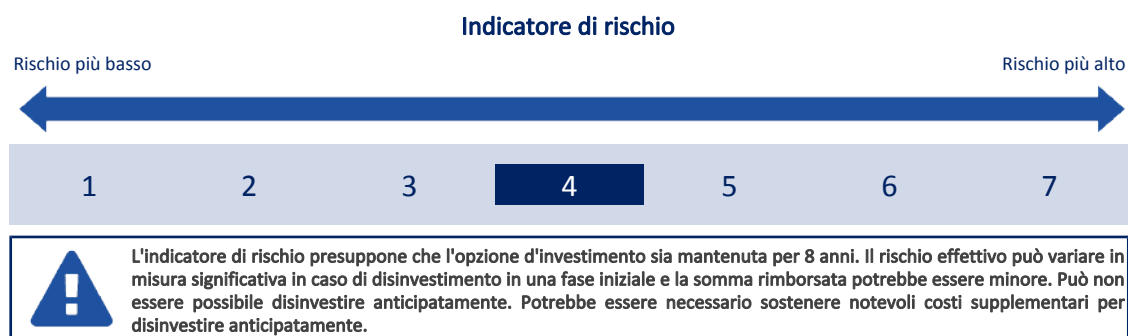 Indicatore di rischio
Rischio più basso
Rischio più alto
1 2 3 4 5 6 7
L'indicatore di rischio presuppone che l'opzione d'investimento sia mantenuta per 8 anni. Il rischio effettivo può variare in
misura significativa in caso di disinvestimento in una fase iniziale e la somma rimborsata potrebbe essere minore. Può non
essere possibile disinvestire anticipatamente. Potrebbe essere necessario sostenere notevoli costi supplementari per
disinvestire anticipatamente.